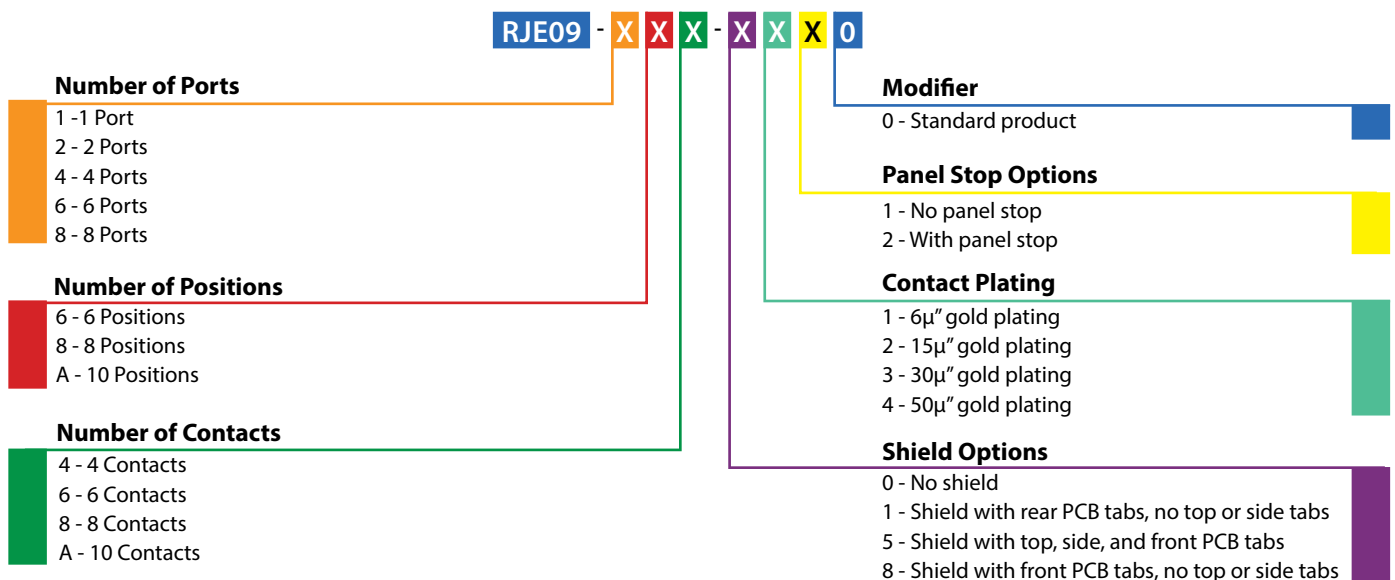 RJE09 - X X X - X X X 0
Number of Ports
1 -1 Port
2 - 2 Ports
4 - 4 Ports
6 - 6 Ports
8 - 8 Ports
Number of Positions
6 - 6 Positions
8 - 8 Positions
A - 10 Positions
Number of Contacts
4 - 4 Contacts
6 - 6 Contacts
8 - 8 Contacts
A - 10 Contacts
Modifier
0 - Standard product
Panel Stop Options
1 - No panel stop
2 - With panel stop
Contact Plating
1 - 6µ” gold plating
2 - 15µ” gold plating
3 - 30µ” gold plating
4 - 50µ” gold plating
Shield Options
0 - No shield
1 - Shield with rear PCB tabs, no top or side tabs
5 - Shield with top, side, and front PCB tabs
8 - Shield with front PCB tabs, no top or side tabs